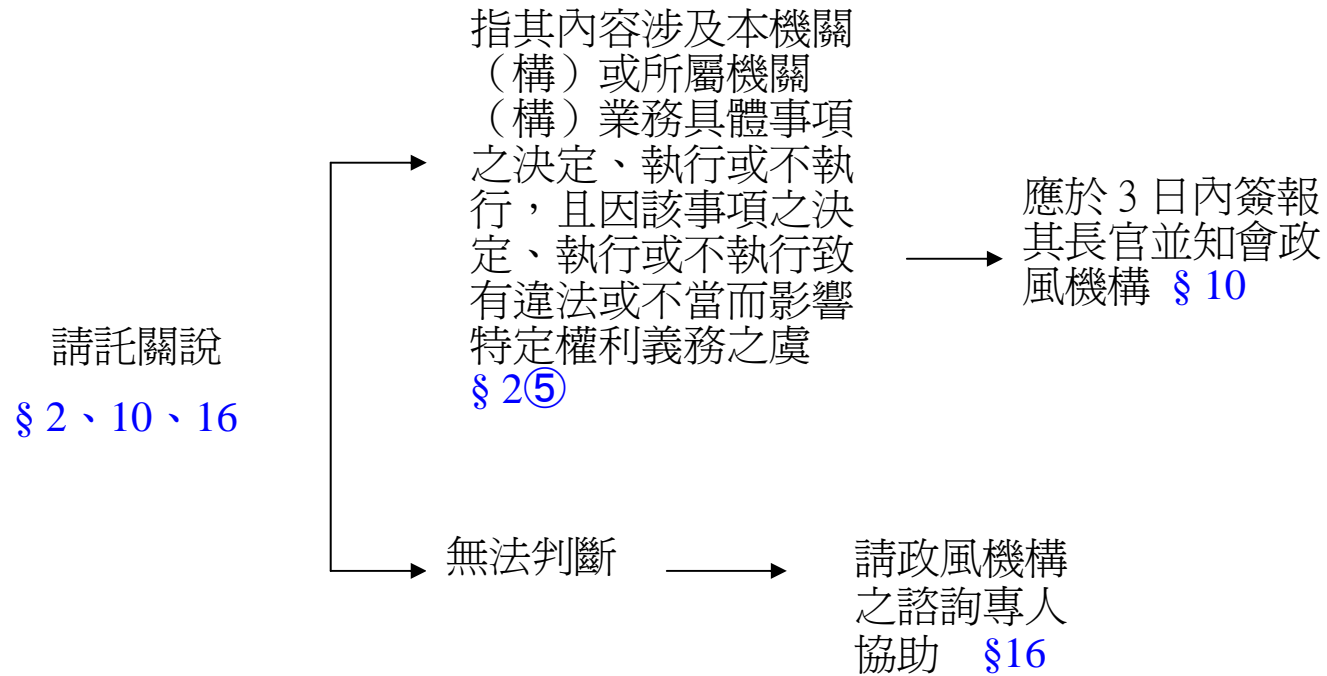 請託關說
§ 2、10、16
指其內容涉及本機關
（構）或所屬機關
（構）業務具體事項
之決定、執行或不執
行，且因該事項之決
定、執行或不執行致
有違法或不當而影響
特定權利義務之虞
§ 2⑤
應於 3 日內簽報
其長官並知會政
風機構 § 10
無法判斷
請政風機構
之諮詢專人
協助 §16